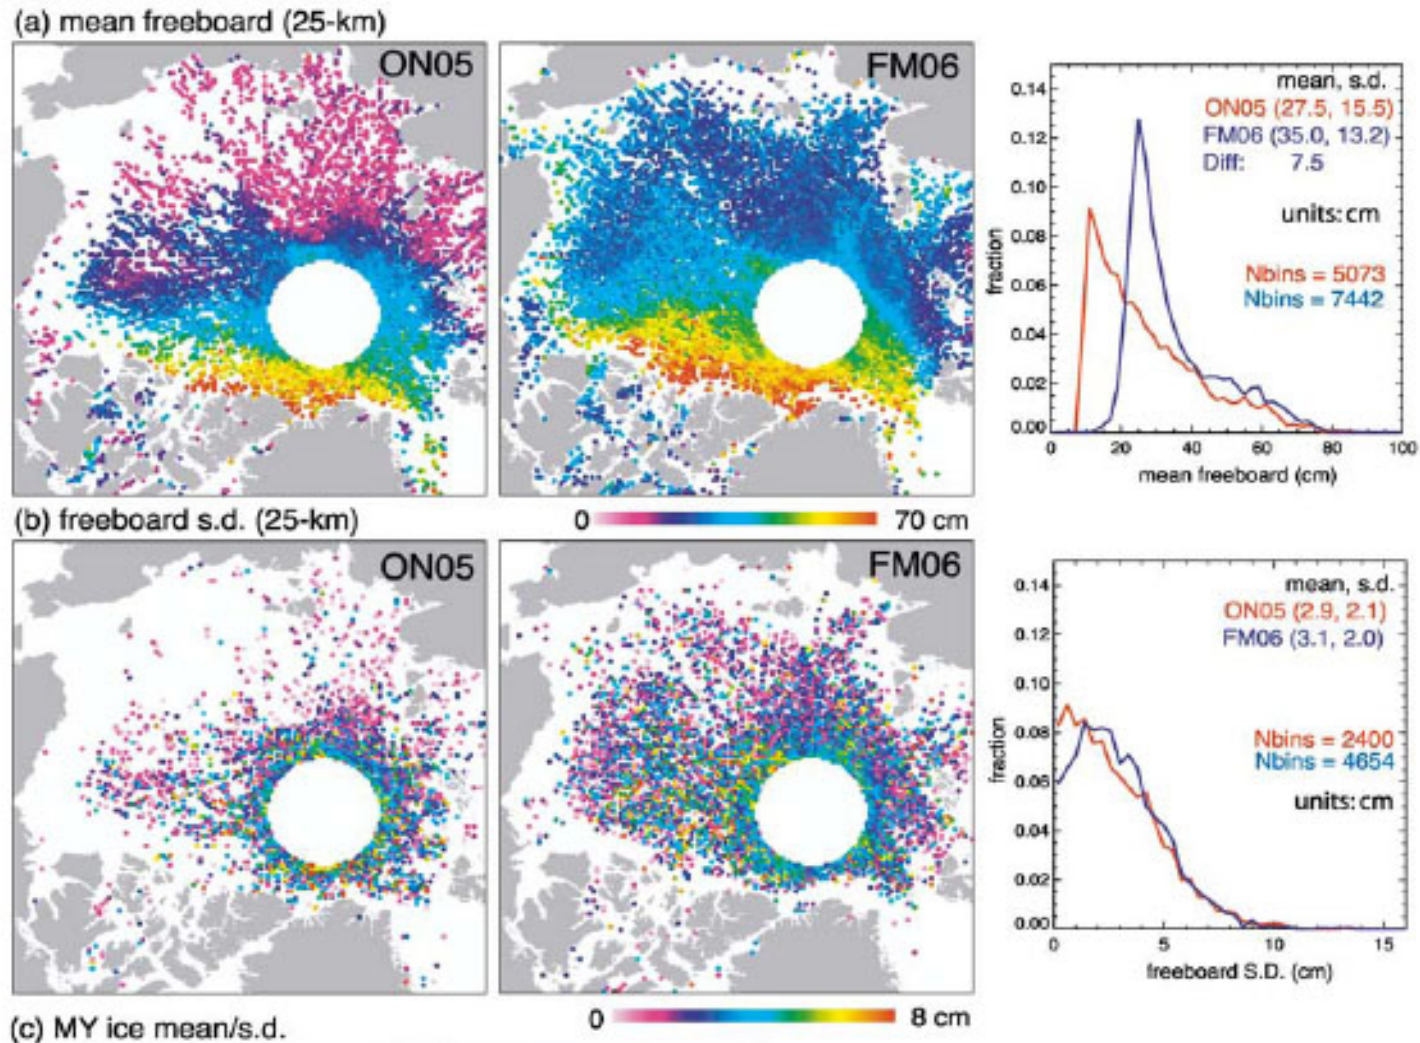 (a) mean freeboard (25-km)
ON05
FM06
mean, s.d.
ON05 (27.5, 15.5)
FM06 (35.0, 13.2)
Diff: 7.5
units: cm
Nbins = 5073
Nbins = 7442
0.14
0.12
0.10
0.08
0.06
0.04
0.02
0.00
fraction
0 20 40 60 80 100
mean freeboard (cm)
0 70 cm
(b) freeboard s.d. (25-km)
ON05
FM06
mean, s.d.
ON05 (2.9, 2.1)
FM06 (3.1, 2.0)
Nbins = 2400
Nbins = 4654
units: cm
0.14
0.12
0.10
0.08
0.06
0.04
0.02
0.00
fraction
0 5 10 15
freeboard S.D. (cm)
0 8 cm
(c) MY ice mean/s.d.